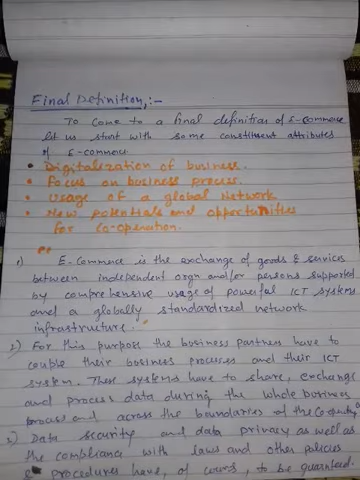 Final Definition,:-
To come to a final definition of E-commerce
let us start with some constituent attributes
of E-commerce
• Digitalization of business.
• Focus on business process.
• Usage of a global Network
• New potentials and opportunities
for co-operation.
1) E-commerce is the exchange of goods & services
between independent orgn and/or persons supported
by comprehensive usage of powerful ICT systems
and a globally standardized network
infrastructure.
2) For this purpose the business partners have to
couple their business processes and their ICT
system. These systems have to share, exchange
and process data during the whole business
process and across the boundaries of the
3) Data security and data privacy as well as
the compliance with laws and other policies
& procedures have, of course, to be guaranteed.